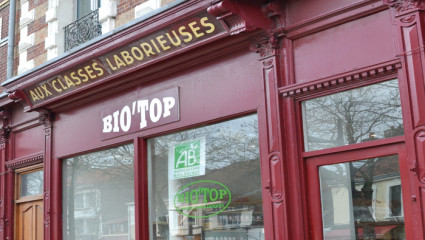 AUX CLASSES LABORIEUSES
BIO'TOP
AB
BIO'TOP